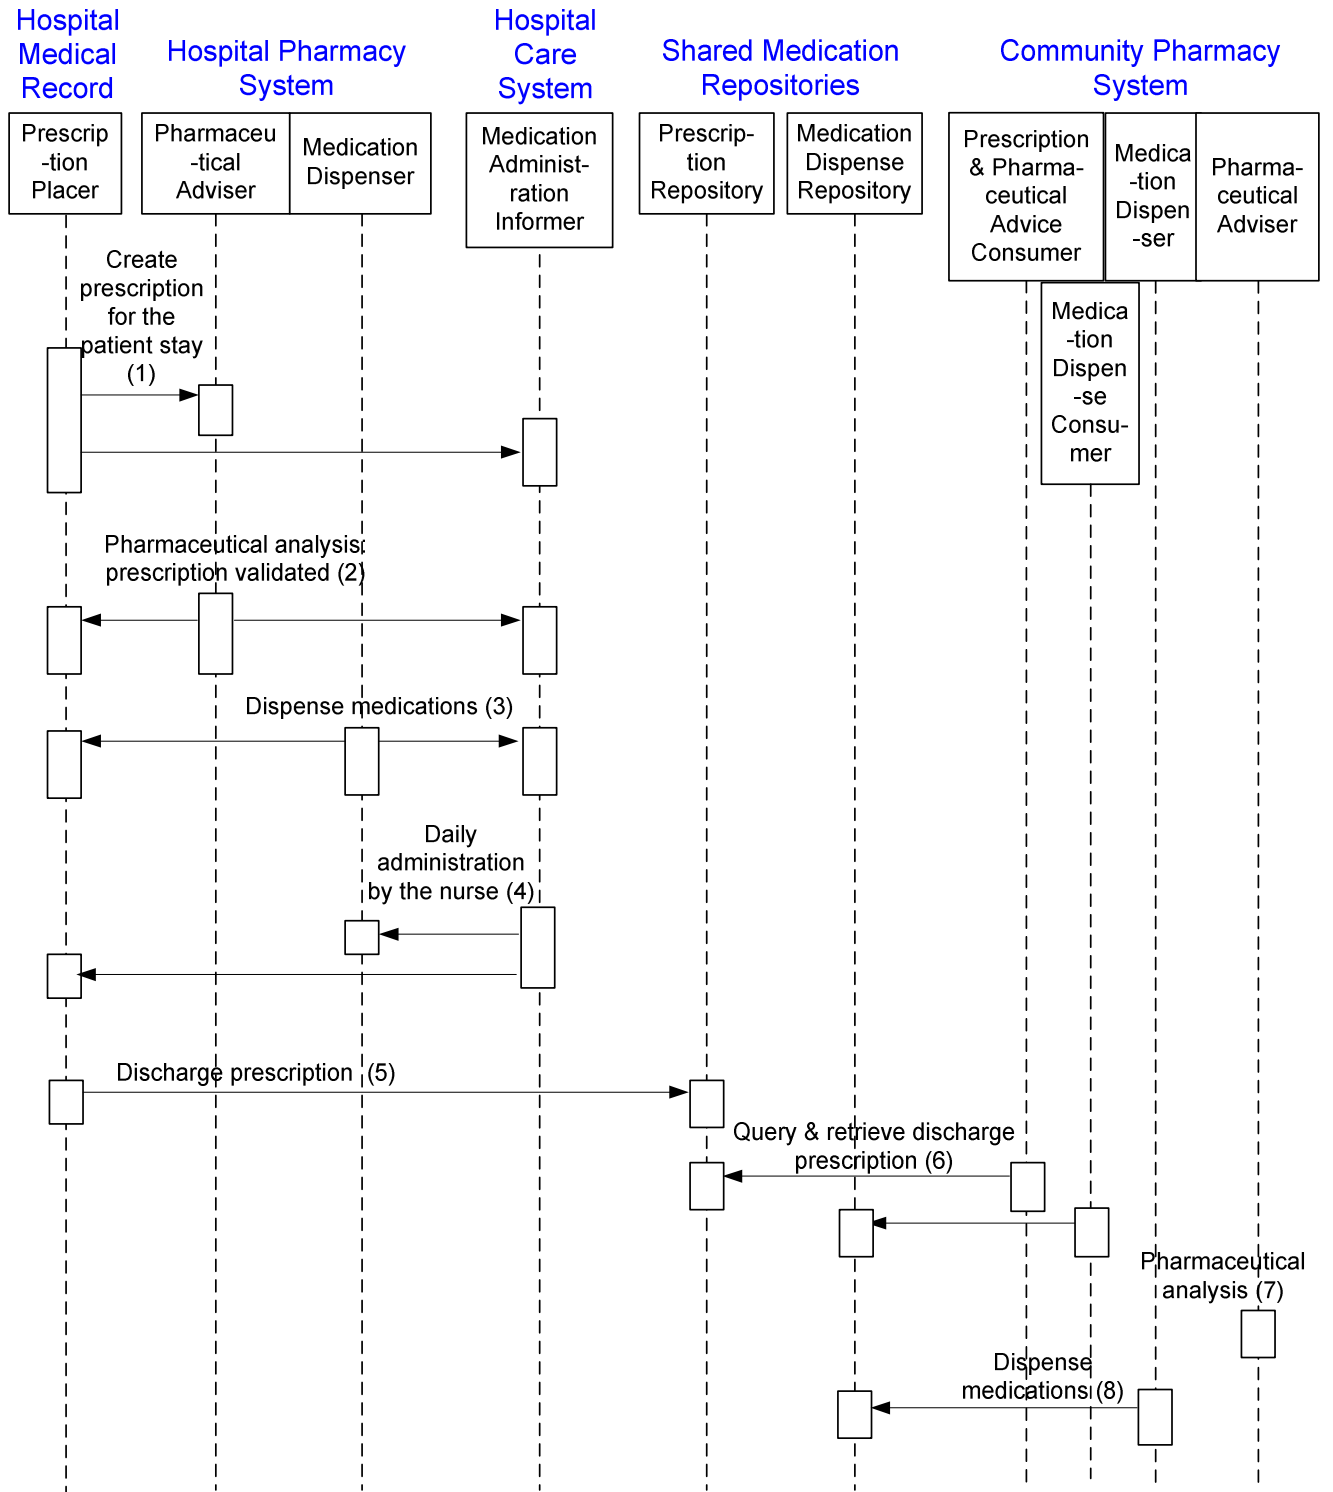 Hospital
Medical
Record
Hospital Pharmacy
System
Hospital
Care
System
Shared Medication
Repositories
Community Pharmacy
System
Prescrip
-tion
Placer
Pharmaceu
-tical
Adviser
Medication
Dispenser
Medication
Administ-
ration
Informer
Prescrip-
tion
Repository
Medication
Dispense
Repository
Prescription
& Pharma-
ceutical
Advice
Consumer
Medica
-tion
Dispen
-ser
Pharma-
ceutical
Adviser
Medica
-tion
Dispen
-se
Consu-
mer
Create
prescription
for the
patient stay
(1)
Pharmaceutical analysis:
prescription validated (2)
Dispense medications (3)
Daily
administration
by the nurse (4)
Discharge prescription (5)
Query & retrieve discharge
prescription (6)
Pharmaceutical
analysis (7)
Dispense
medications (8)